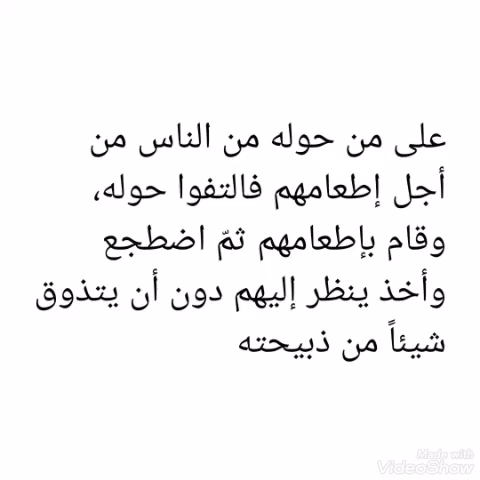 على من حوله من الناس من
أجل إطعامهم فالتفوا حوله،
وقام بإطعامهم ثمّ اضطجع
وأخذ ينظر إليهم دون أن يتذوق
شيئاً من ذبيحته
Made with
VideoShow